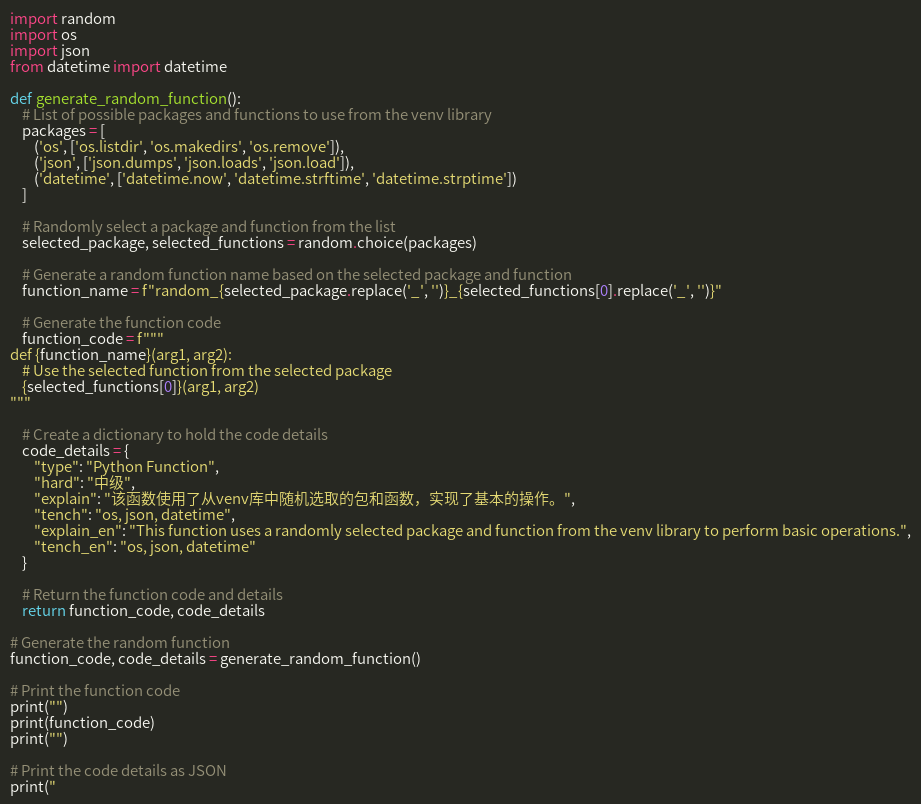 import random
import os
import json
from datetime import datetime

def generate_random_function():
    # List of possible packages and functions to use from the venv library
    packages = [
        ('os', ['os.listdir', 'os.makedirs', 'os.remove']),
        ('json', ['json.dumps', 'json.loads', 'json.load']),
        ('datetime', ['datetime.now', 'datetime.strftime', 'datetime.strptime'])
    ]

    # Randomly select a package and function from the list
    selected_package, selected_functions = random.choice(packages)

    # Generate a random function name based on the selected package and function
    function_name = f"random_{selected_package.replace('_', '')}_{selected_functions[0].replace('_', '')}"

    # Generate the function code
    function_code = f"""
def {function_name}(arg1, arg2):
    # Use the selected function from the selected package
    {selected_functions[0]}(arg1, arg2)
"""

    # Create a dictionary to hold the code details
    code_details = {
        "type": "Python Function",
        "hard": "中级",
        "explain": "该函数使用了从venv库中随机选取的包和函数，实现了基本的操作。",
        "tench": "os, json, datetime",
        "explain_en": "This function uses a randomly selected package and function from the venv library to perform basic operations.",
        "tench_en": "os, json, datetime"
    }

    # Return the function code and details
    return function_code, code_details

# Generate the random function
function_code, code_details = generate_random_function()

# Print the function code
print("")
print(function_code)
print("")

# Print the code details as JSON
print("